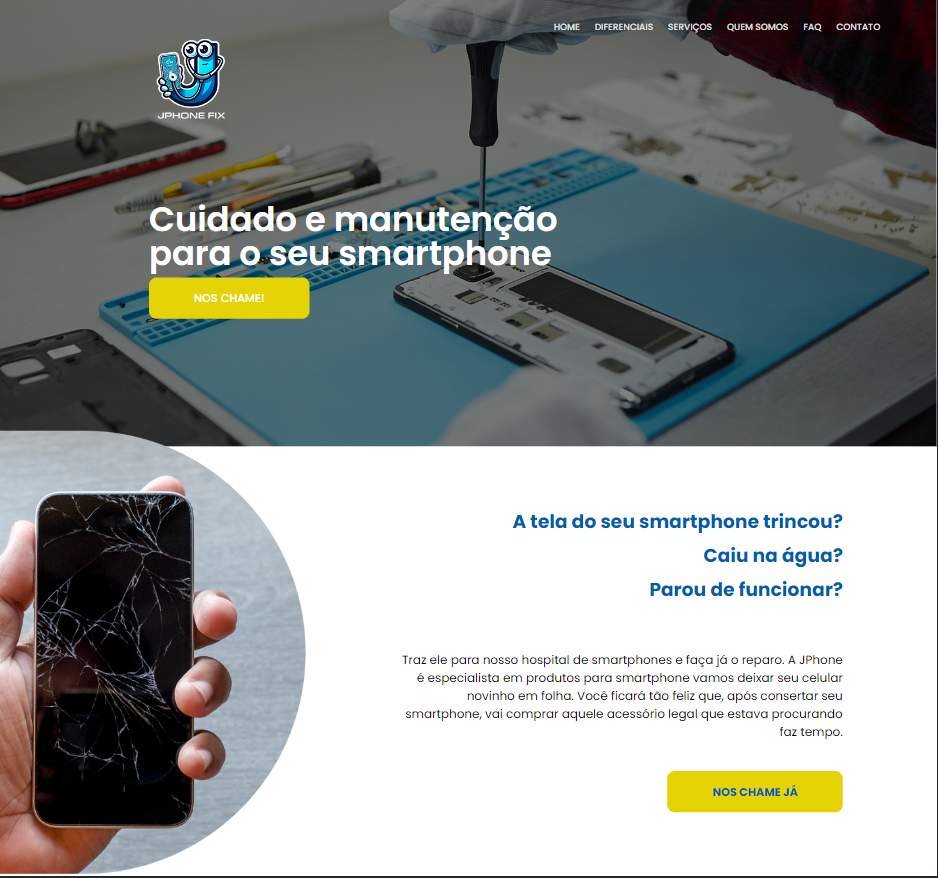 HOME DIFERENCIAIS SERVIÇOS QUEM SOMOS FAQ CONTATO
JPHONE FIX
Cuidado e manutenção
para o seu smartphone
NOS CHAME!
A tela do seu smartphone trincou?
Caiu na água?
Parou de funcionar?
Traz ele para nosso hospital de smartphones e faça já o reparo. A JPhone
é especialista em produtos para smartphone vamos deixar seu celular
novinho em folha. Você ficará tão feliz que, após consertar seu
smartphone, vai comprar aquele acessório legal que estava procurando
faz tempo.
NOS CHAME JÁ